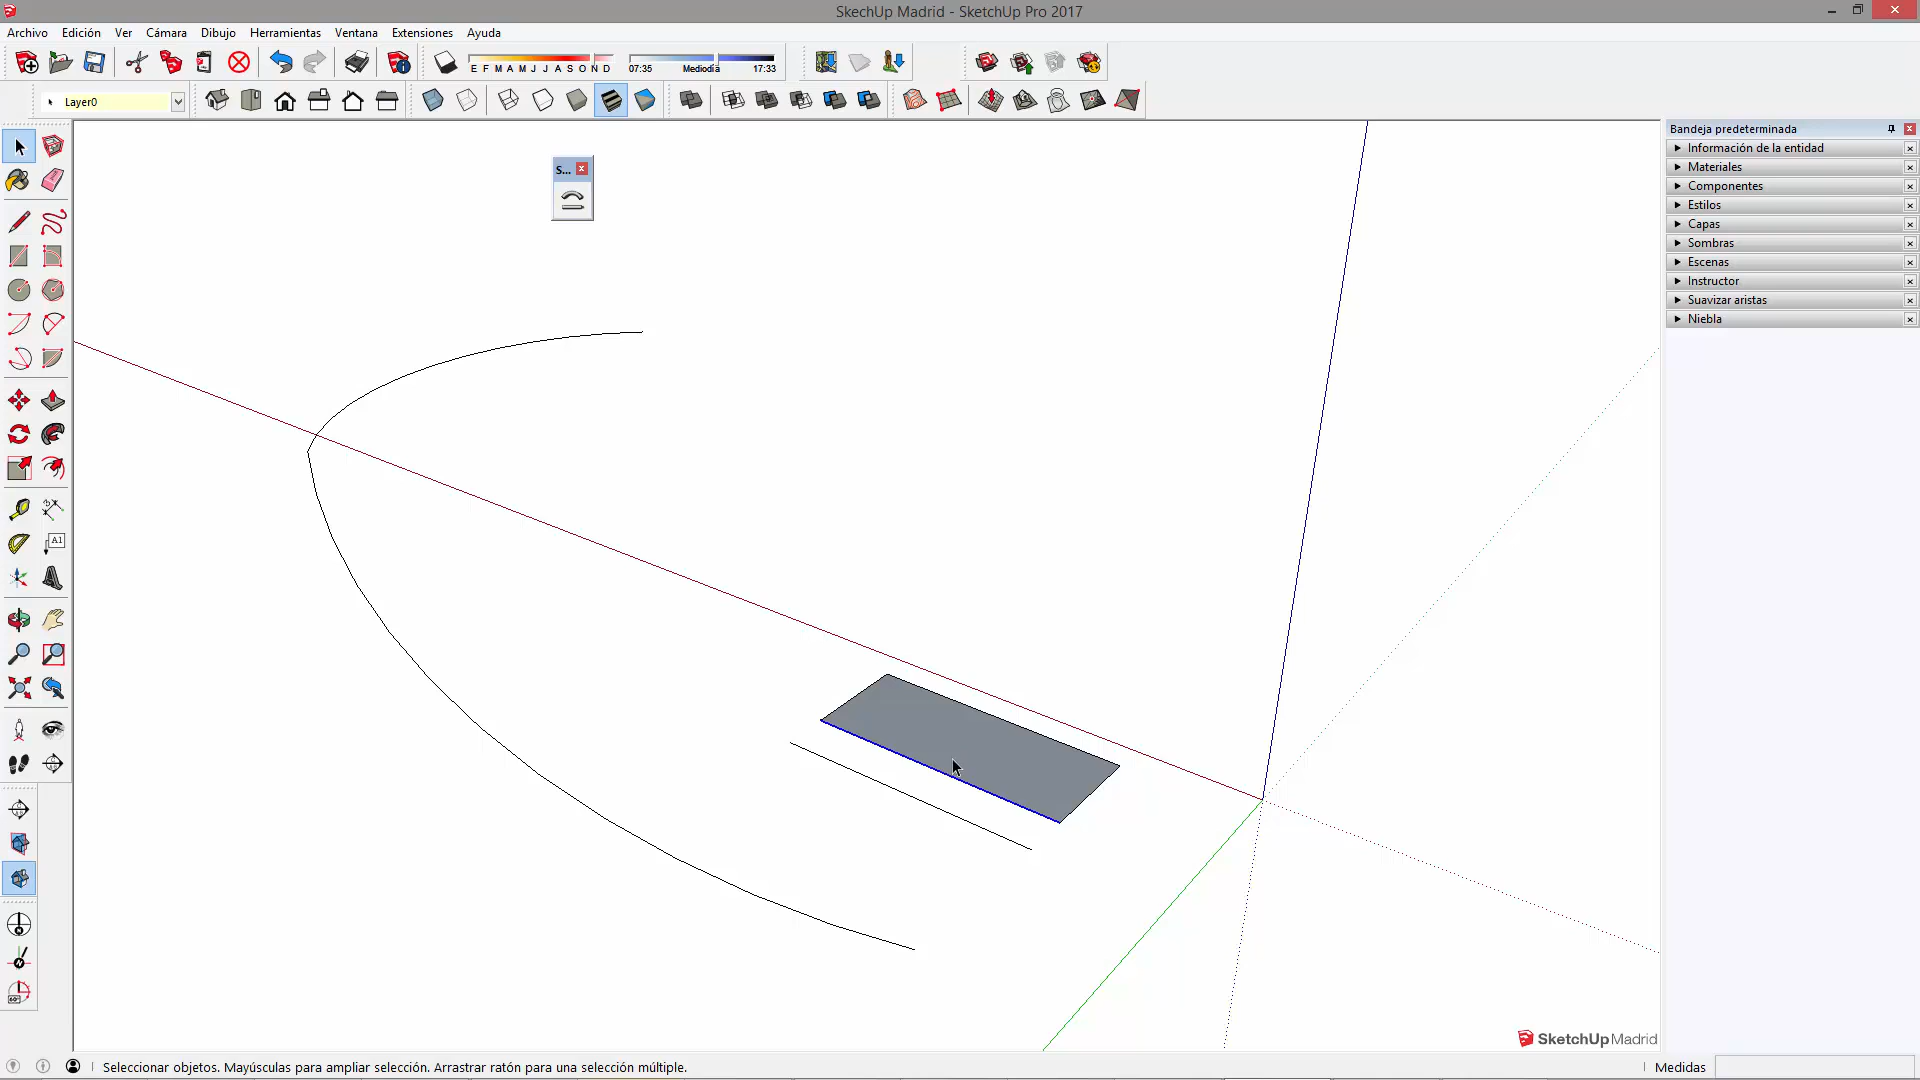 SkechUp Madrid - SketchUp Pro 2017
Archivo Edición Ver Cámara Dibujo Herramientas Ventana Extensiones Ayuda
E F M A M J J A S O N D 07:35 Mediodía 17:33
Layer0
S...
A1
60°
Bandeja predeterminada
Información de la entidad
Materiales
Componentes
Estilos
Capas
Sombras
Escenas
Instructor
Suavizar aristas
Niebla
SketchUp Madrid
Seleccionar objetos. Mayúsculas para ampliar selección. Arrastrar ratón para una selección múltiple.
Medidas